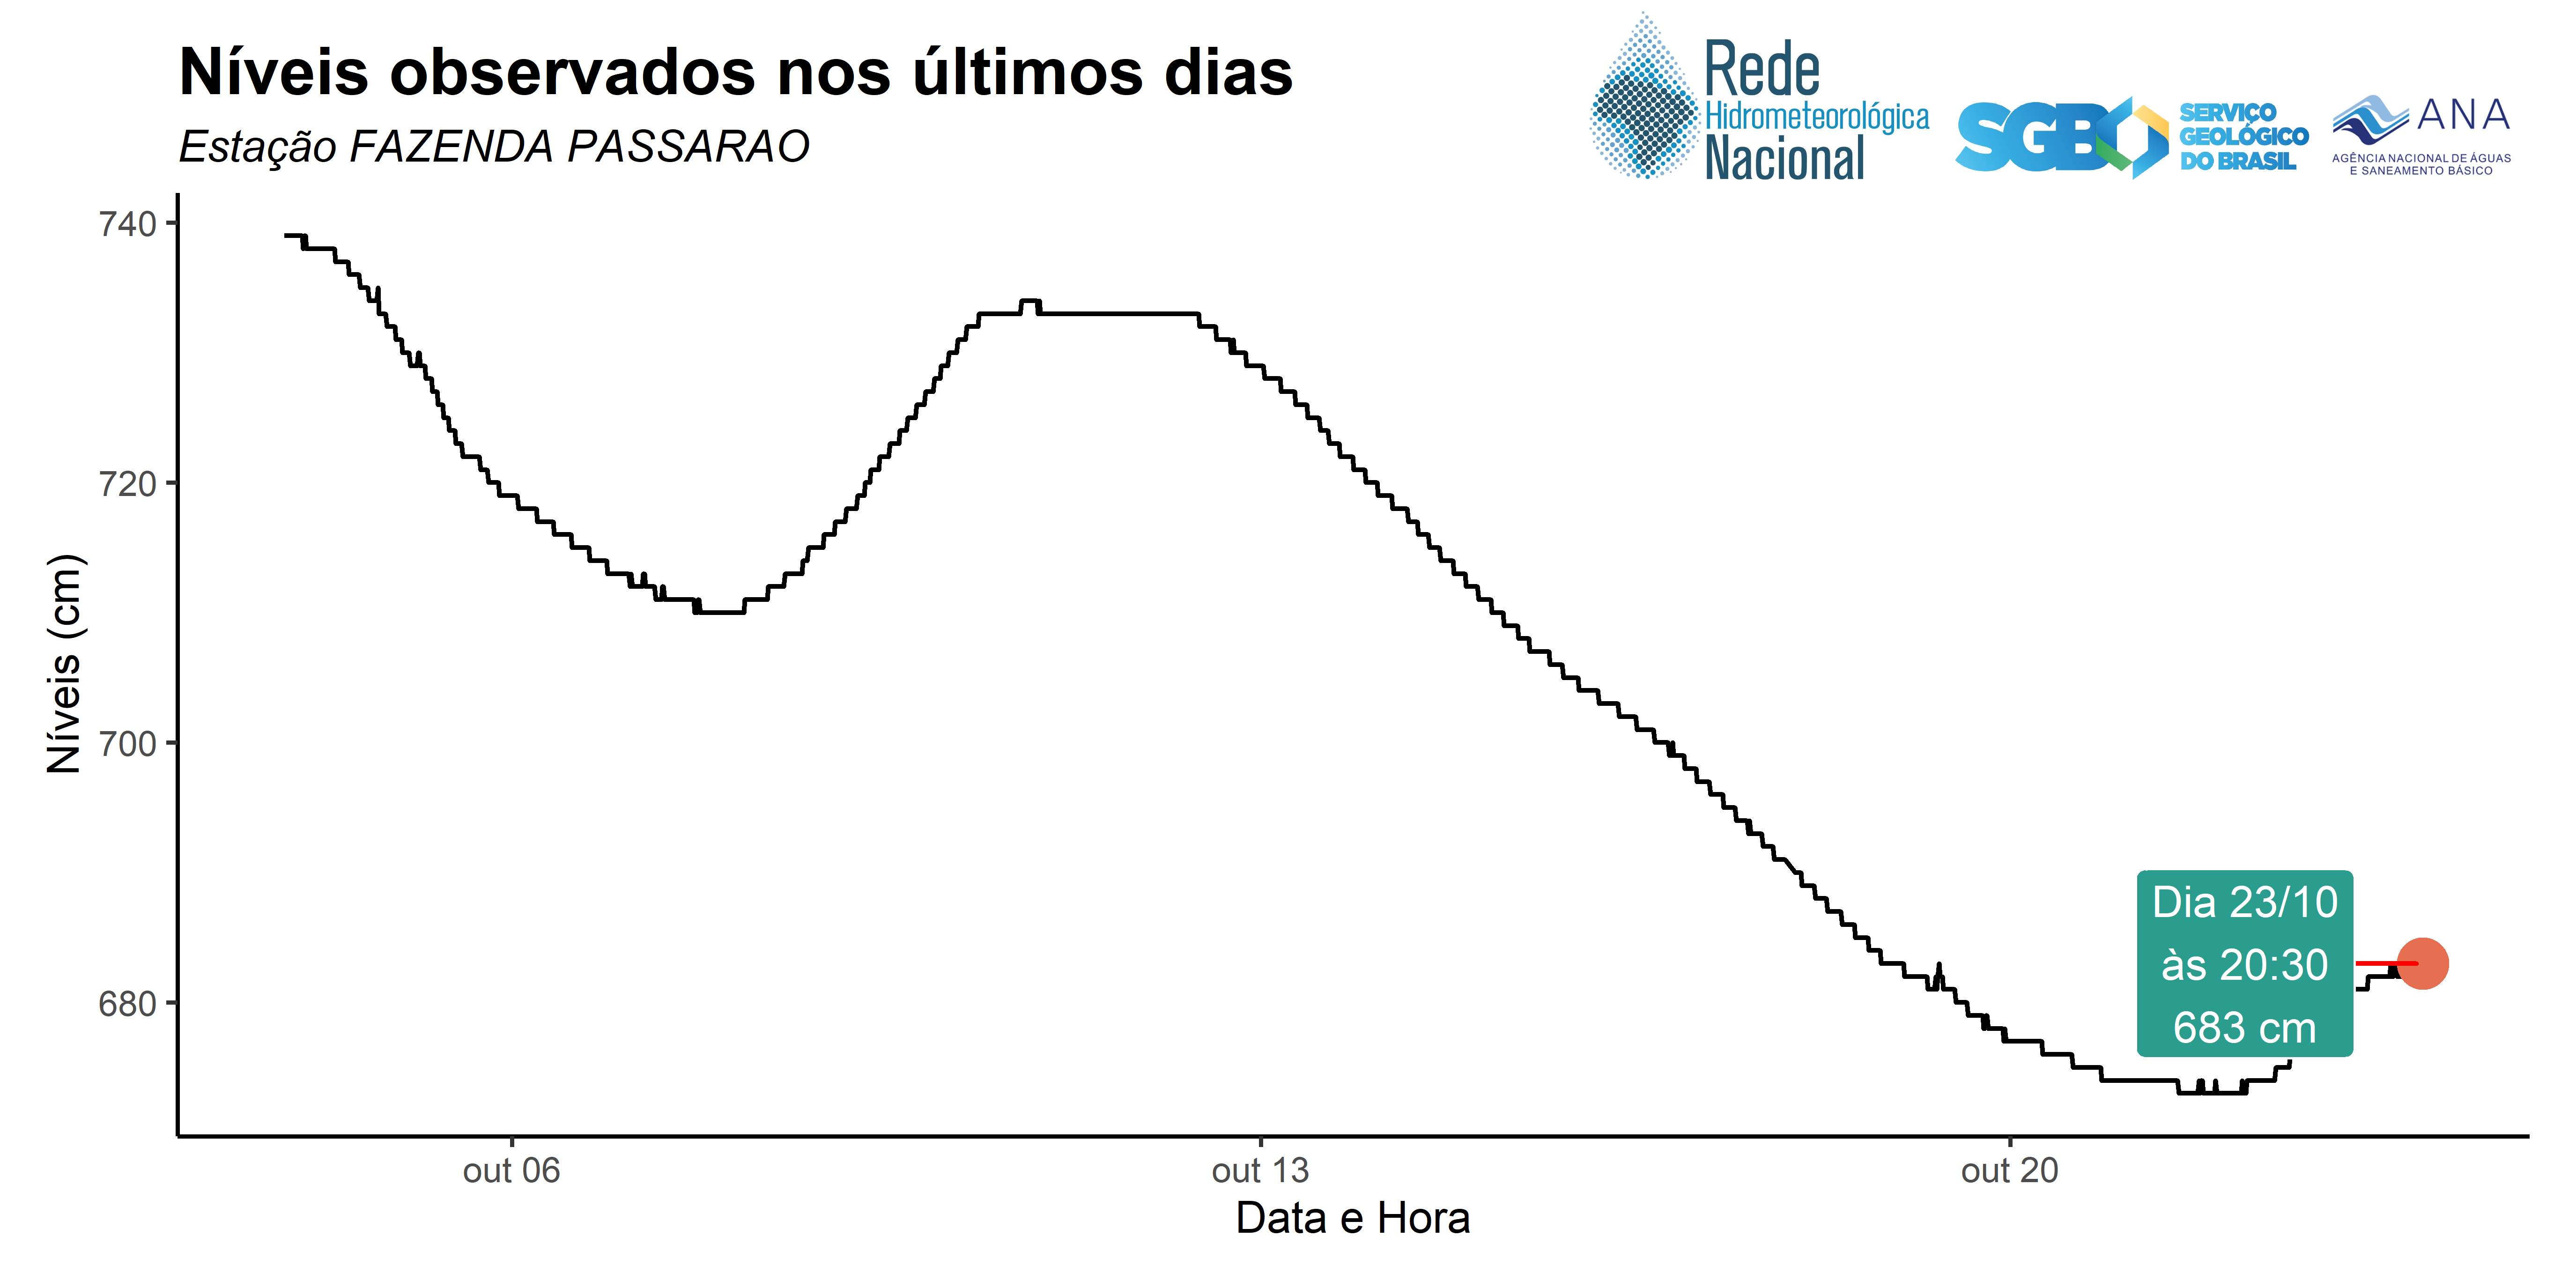 Níveis observados nos últimos dias
Estação FAZENDA PASSARAO
Rede
Hidrometeorológica
Nacional
SGB
SERVIÇO
GEOLÓGICO
DO BRASIL
ANA
AGÊNCIA NACIONAL DE ÁGUAS
E SANEAMENTO BÁSICO
Níveis (cm)
740
720
700
680
Dia 23/10
às 20:30
683 cm
out 06
out 13
out 20
Data e Hora